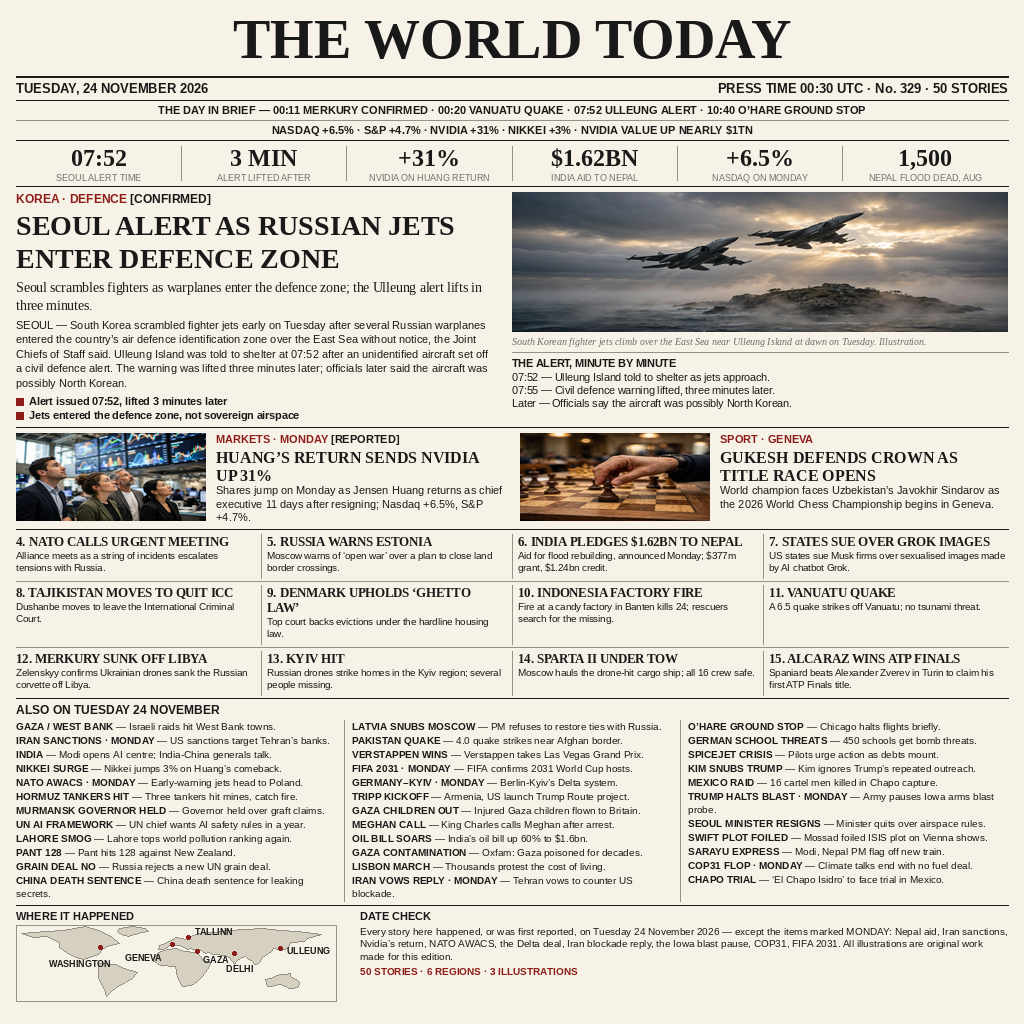 THE WORLD TODAY
TUESDAY, 24 NOVEMBER 2026
PRESS TIME 00:30 UTC · No. 329 · 50 STORIES
THE DAY IN BRIEF — 00:11 MERKURY CONFIRMED · 00:20 VANUATU QUAKE · 07:52 ULLEUNG ALERT · 10:40 O'HARE GROUND STOP
NASDAQ +6.5% · S&P +4.7% · NVIDIA +31% · NIKKEI +3% · NVIDIA VALUE UP NEARLY $1TN
07:52
SEOUL ALERT TIME
3 MIN
ALERT LIFTED AFTER
+31%
NVIDIA ON HUANG RETURN
$1.62BN
INDIA AID TO NEPAL
+6.5%
NASDAQ ON MONDAY
1,500
NEPAL FLOOD DEAD, AUG
KOREA · DEFENCE [CONFIRMED]
SEOUL ALERT AS RUSSIAN JETS
ENTER DEFENCE ZONE
Seoul scrambles fighters as warplanes enter the defence zone; the Ulleung alert lifts in
three minutes.
SEOUL — South Korea scrambled fighter jets early on Tuesday after several Russian warplanes
entered the country's air defence identification zone over the East Sea without notice, the Joint
Chiefs of Staff said. Ulleung Island was told to shelter at 07:52 after an unidentified aircraft set off
a civil defence alert. The warning was lifted three minutes later; officials later said the aircraft was
possibly North Korean.
Alert issued 07:52, lifted 3 minutes later
Jets entered the defence zone, not sovereign airspace
South Korean fighter jets climb over the East Sea near Ulleung Island at dawn on Tuesday. Illustration.
THE ALERT, MINUTE BY MINUTE
07:52 — Ulleung Island told to shelter as jets approach.
07:55 — Civil defence warning lifted, three minutes later.
Later — Officials say the aircraft was possibly North Korean.
MARKETS · MONDAY [REPORTED]
HUANG'S RETURN SENDS NVIDIA
UP 31%
Shares jump on Monday as Jensen Huang returns as chief
executive 11 days after resigning; Nasdaq +6.5%, S&P
+4.7%.
SPORT · GENEVA
GUKESH DEFENDS CROWN AS
TITLE RACE OPENS
World champion faces Uzbekistan's Javokhir Sindarov as
the 2026 World Chess Championship begins in Geneva.
4. NATO CALLS URGENT MEETING
Alliance meets as a string of incidents escalates
tensions with Russia.
5. RUSSIA WARNS ESTONIA
Moscow warns of 'open war' over a plan to close land
border crossings.
6. INDIA PLEDGES $1.62BN TO NEPAL
Aid for flood rebuilding, announced Monday; $377m
grant, $1.24bn credit.
7. STATES SUE OVER GROK IMAGES
US states sue Musk firms over sexualised images made
by AI chatbot Grok.
8. TAJIKISTAN MOVES TO QUIT ICC
Dushanbe moves to leave the International Criminal
Court.
9. DENMARK UPHOLDS 'GHETTO
LAW'
Top court backs evictions under the hardline housing
law.
10. INDONESIA FACTORY FIRE
Fire at a candy factory in Banten kills 24; rescuers
search for the missing.
11. VANUATU QUAKE
A 6.5 quake strikes off Vanuatu; no tsunami threat.
12. MERKURY SUNK OFF LIBYA
Zelenskyy confirms Ukrainian drones sank the Russian
corvette off Libya.
13. KYIV HIT
Russian drones strike homes in the Kyiv region; several
people missing.
14. SPARTA II UNDER TOW
Moscow hauls the drone-hit cargo ship; all 16 crew safe.
15. ALCARAZ WINS ATP FINALS
Spaniard beats Alexander Zverev in Turin to claim his
first ATP Finals title.
ALSO ON TUESDAY 24 NOVEMBER
GAZA / WEST BANK — Israeli raids hit West Bank towns.
IRAN SANCTIONS · MONDAY — US sanctions target Tehran's banks.
INDIA — Modi opens AI centre; India-China generals talk.
NIKKEI SURGE — Nikkei jumps 3% on Huang's comeback.
NATO AWACS · MONDAY — Early-warning jets head to Poland.
HORMUZ TANKERS HIT — Three tankers hit mines, catch fire.
MURMANSK GOVERNOR HELD — Governor held over graft claims.
UN AI FRAMEWORK — UN chief wants AI safety rules in a year.
LAHORE SMOG — Lahore tops world pollution ranking again.
PANT 128 — Pant hits 128 against New Zealand.
GRAIN DEAL NO — Russia rejects a new UN grain deal.
CHINA DEATH SENTENCE — China death sentence for leaking
secrets.
LATVIA SNUBS MOSCOW — PM refuses to restore ties with Russia.
PAKISTAN QUAKE — 4.0 quake strikes near Afghan border.
VERSTAPPEN WINS — Verstappen takes Las Vegas Grand Prix.
FIFA 2031 · MONDAY — FIFA confirms 2031 World Cup hosts.
GERMANY–KYIV · MONDAY — Berlin-Kyiv's Delta system.
TRIPP KICKOFF — Armenia, US launch Trump Route project.
GAZA CHILDREN OUT — Injured Gaza children flown to Britain.
MEGHAN CALL — King Charles calls Meghan after arrest.
OIL BILL SOARS — India's oil bill up 60% to $1.6bn.
GAZA CONTAMINATION — Oxfam: Gaza poisoned for decades.
LISBON MARCH — Thousands protest the cost of living.
IRAN VOWS REPLY · MONDAY — Tehran vows to counter US
blockade.
O'HARE GROUND STOP — Chicago halts flights briefly.
GERMAN SCHOOL THREATS — 450 schools get bomb threats.
SPICEJET CRISIS — Pilots urge action as debts mount.
KIM SNUBS TRUMP — Kim ignores Trump's repeated outreach.
MEXICO RAID — 16 cartel men killed in Chapo capture.
TRUMP HALTS BLAST · MONDAY — Army pauses Iowa arms blast
probe.
SEOUL MINISTER RESIGNS — Minister quits over airspace rules.
SWIFT PLOT FOILED — Mossad foiled ISIS plot on Vienna shows.
SARAYU EXPRESS — Modi, Nepal PM flag off new train.
COP31 FLOP · MONDAY — Climate talks end with no fuel deal.
CHAPO TRIAL — 'El Chapo Isidro' to face trial in Mexico.
WHERE IT HAPPENED
TALLINN
WASHINGTON
GENEVA
GAZA
DELHI
ULLEUNG
DATE CHECK
Every story here happened, or was first reported, on Tuesday 24 November 2026 — except the items marked MONDAY: Nepal aid, Iran sanctions,
Nvidia's return, NATO AWACS, the Delta deal, Iran blockade reply, the Iowa blast pause, COP31, FIFA 2031. All illustrations are original work
made for this edition.
50 STORIES · 6 REGIONS · 3 ILLUSTRATIONS